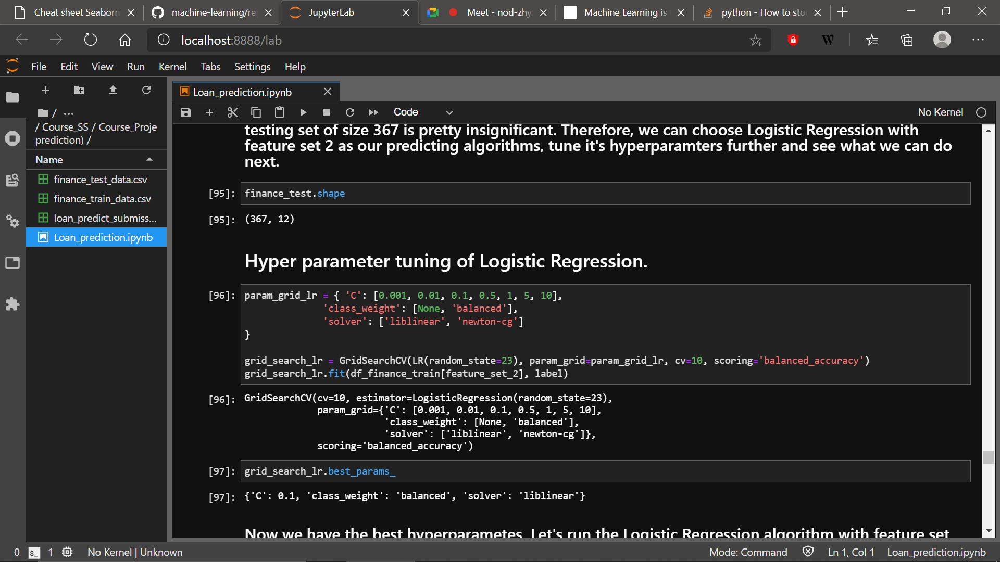 Cheat sheet Seaborn
machine-learning/re
JupyterLab
Meet - nod-zhy
Machine Learning is
python - How to sto
localhost:8888/lab
W
File Edit View Run Kernel Tabs Settings Help
Loan_prediction.ipynb
/ ...
/ Course_SS / Course_Proje
prediction) /
Name
finance_test_data.csv
finance_train_data.csv
loan_predict_submiss...
Loan_prediction.ipynb
Code
No Kernel
testing set of size 367 is pretty insignificant. Therefore, we can choose Logistic Regression with
feature set 2 as our predicting algorithms, tune it's hyperparamters further and see what we can do
next.
[95]: finance_test.shape
[95]: (367, 12)
Hyper parameter tuning of Logistic Regression.
[96]: param_grid_lr = { 'C': [0.001, 0.01, 0.1, 0.5, 1, 5, 10],
'class_weight': [None, 'balanced'],
'solver': ['liblinear', 'newton-cg']
}
grid_search_lr = GridSearchCV(LR(random_state=23), param_grid=param_grid_lr, cv=10, scoring='balanced_accuracy')
grid_search_lr.fit(df_finance_train[feature_set_2], label)
[96]: GridSearchCV(cv=10, estimator=LogisticRegression(random_state=23),
param_grid={'C': [0.001, 0.01, 0.1, 0.5, 1, 5, 10],
'class_weight': [None, 'balanced'],
'solver': ['liblinear', 'newton-cg']},
scoring='balanced_accuracy')
[97]: grid_search_lr.best_params_
[97]: {'C': 0.1, 'class_weight': 'balanced', 'solver': 'liblinear'}
Now we have the best hyperparametes. Let's run the Logistic Regression algorithm with feature set
0 $_ 1 No Kernel | Unknown
Mode: Command Ln 1, Col 1 Loan_prediction.ipynb